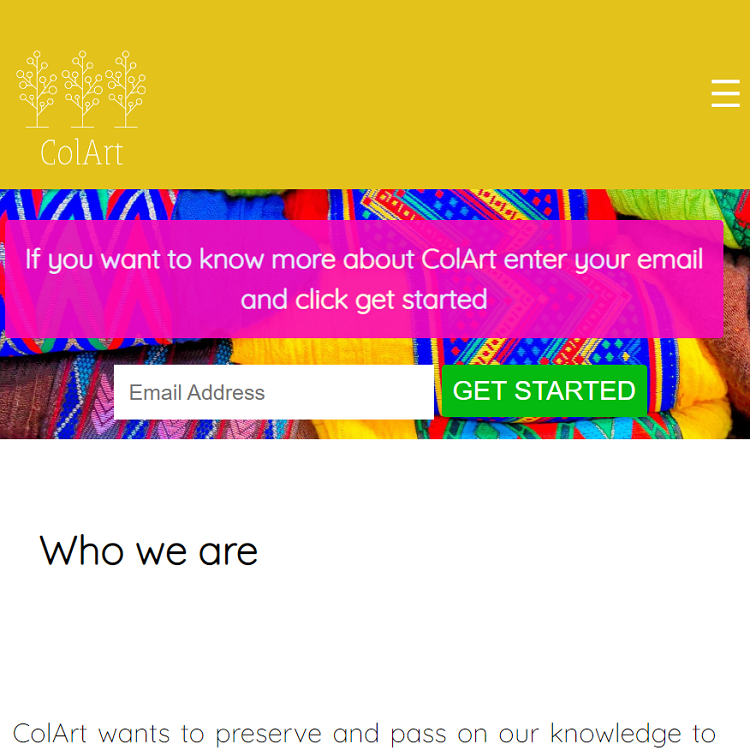 ColArt
If you want to know more about ColArt enter your email
and click get started
Email Address
GET STARTED
Who we are
ColArt wants to preserve and pass on our knowledge to